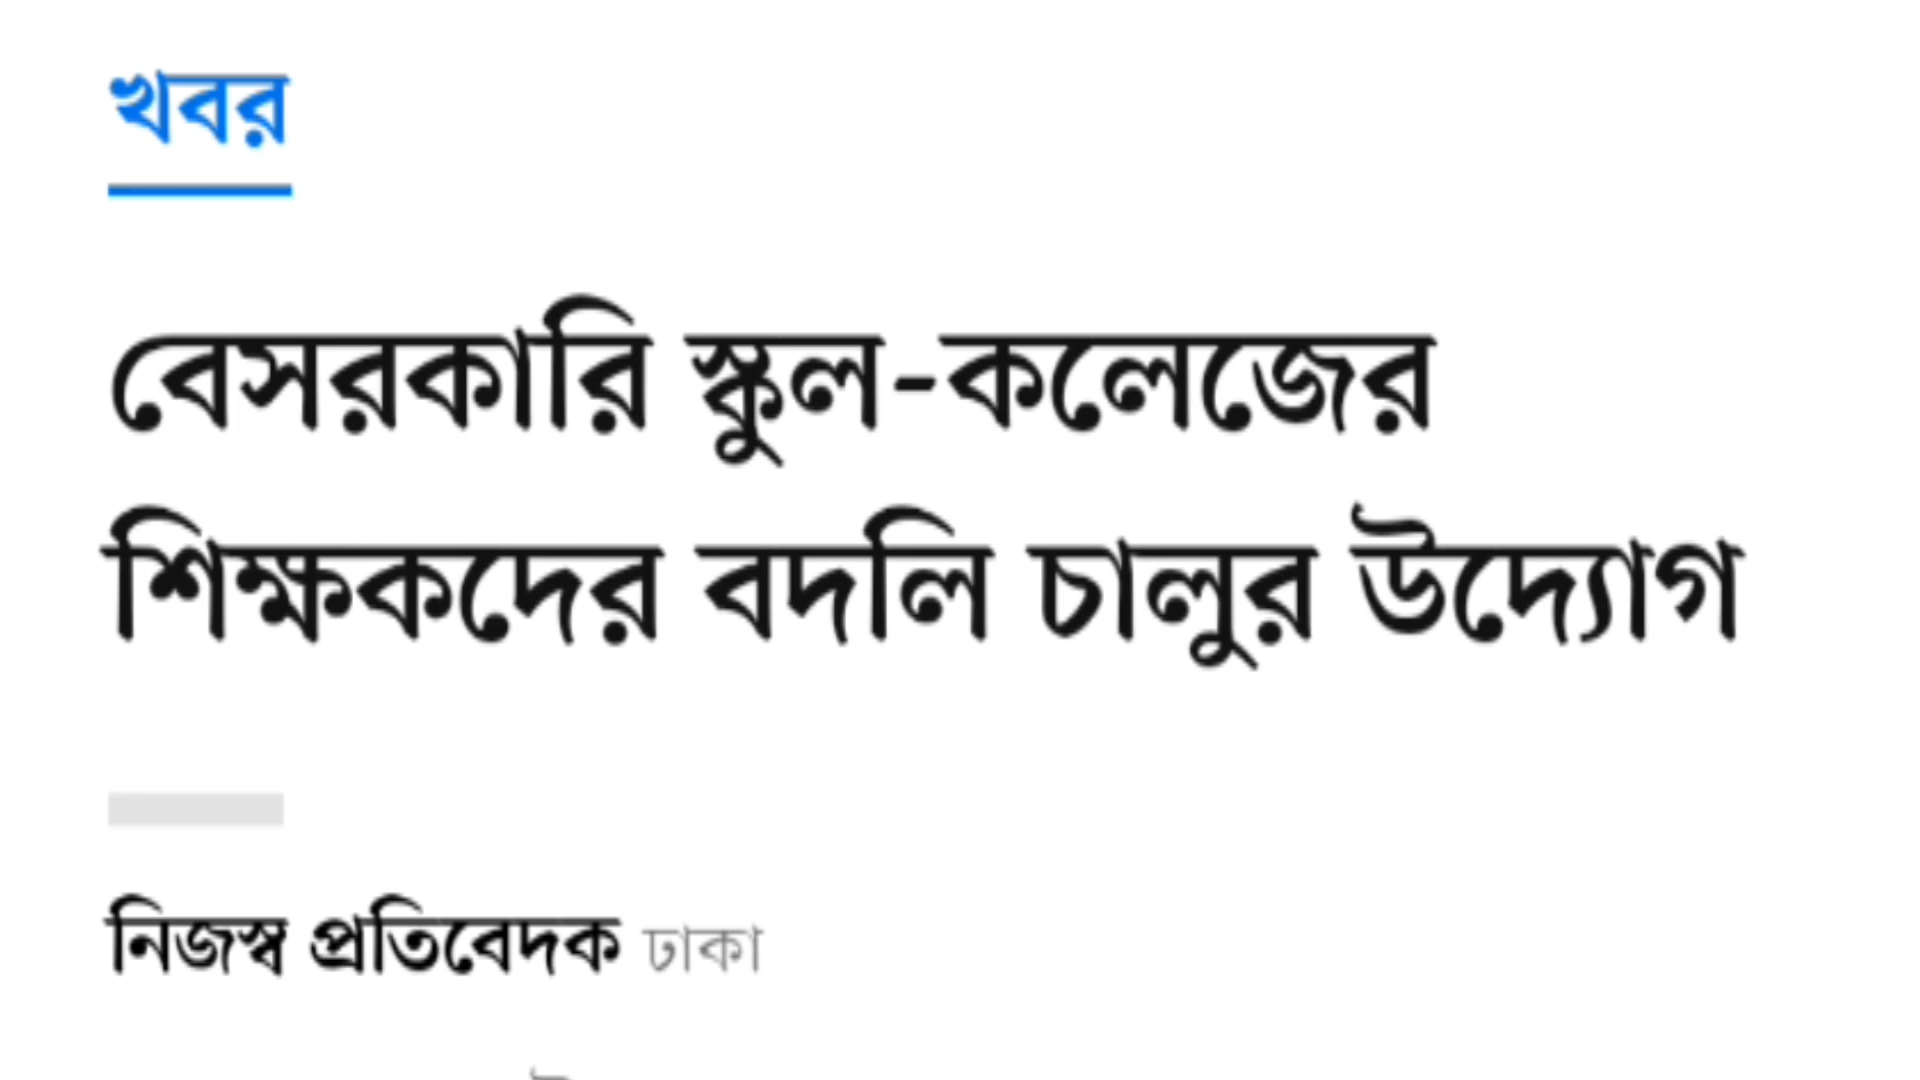 খবর
বেসরকারি স্কুল-কলেজের
শিক্ষকদের বদলি চালুর উদ্যোগ
নিজস্ব প্রতিবেদক ঢাকা